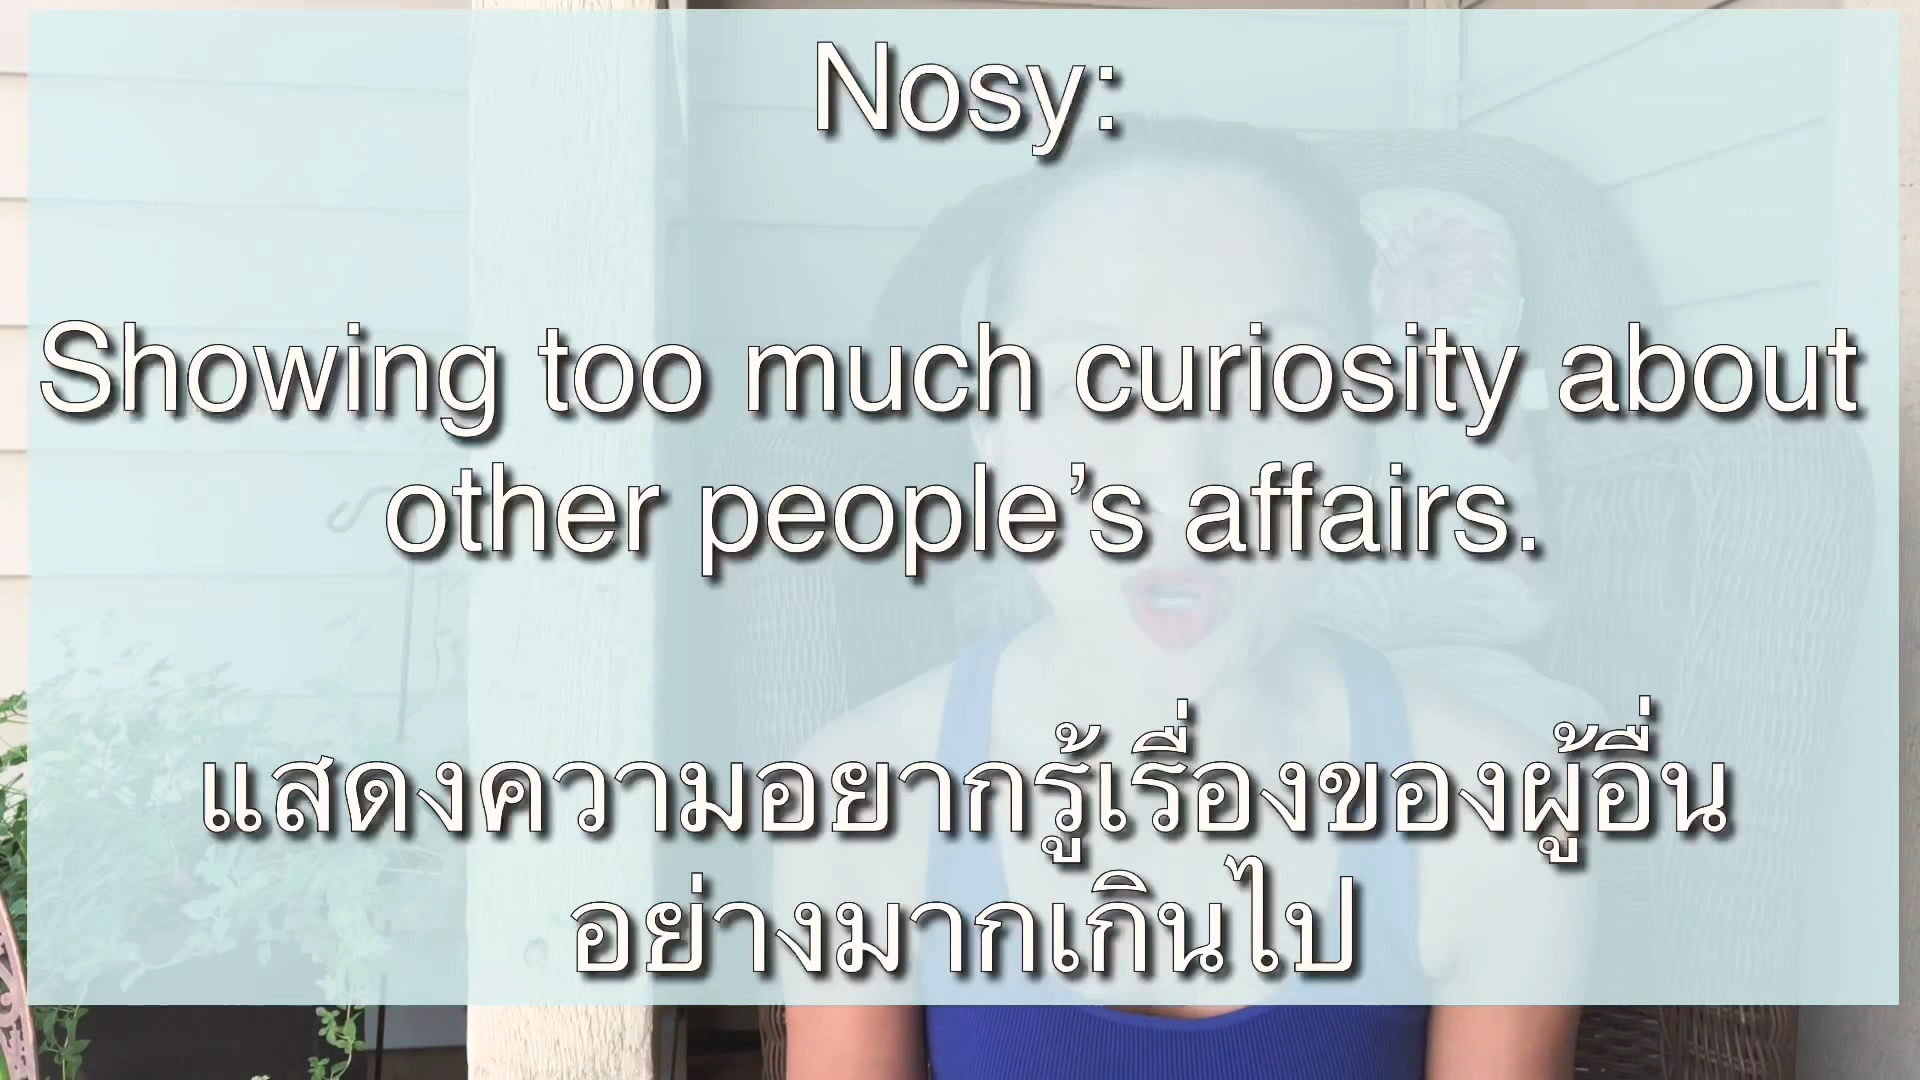 Nosy:
Showing too much curiosity about
other people’s affairs.
แสดงความอยากรู้เรื่องของผู้อื่น
อย่างมากเกินไป